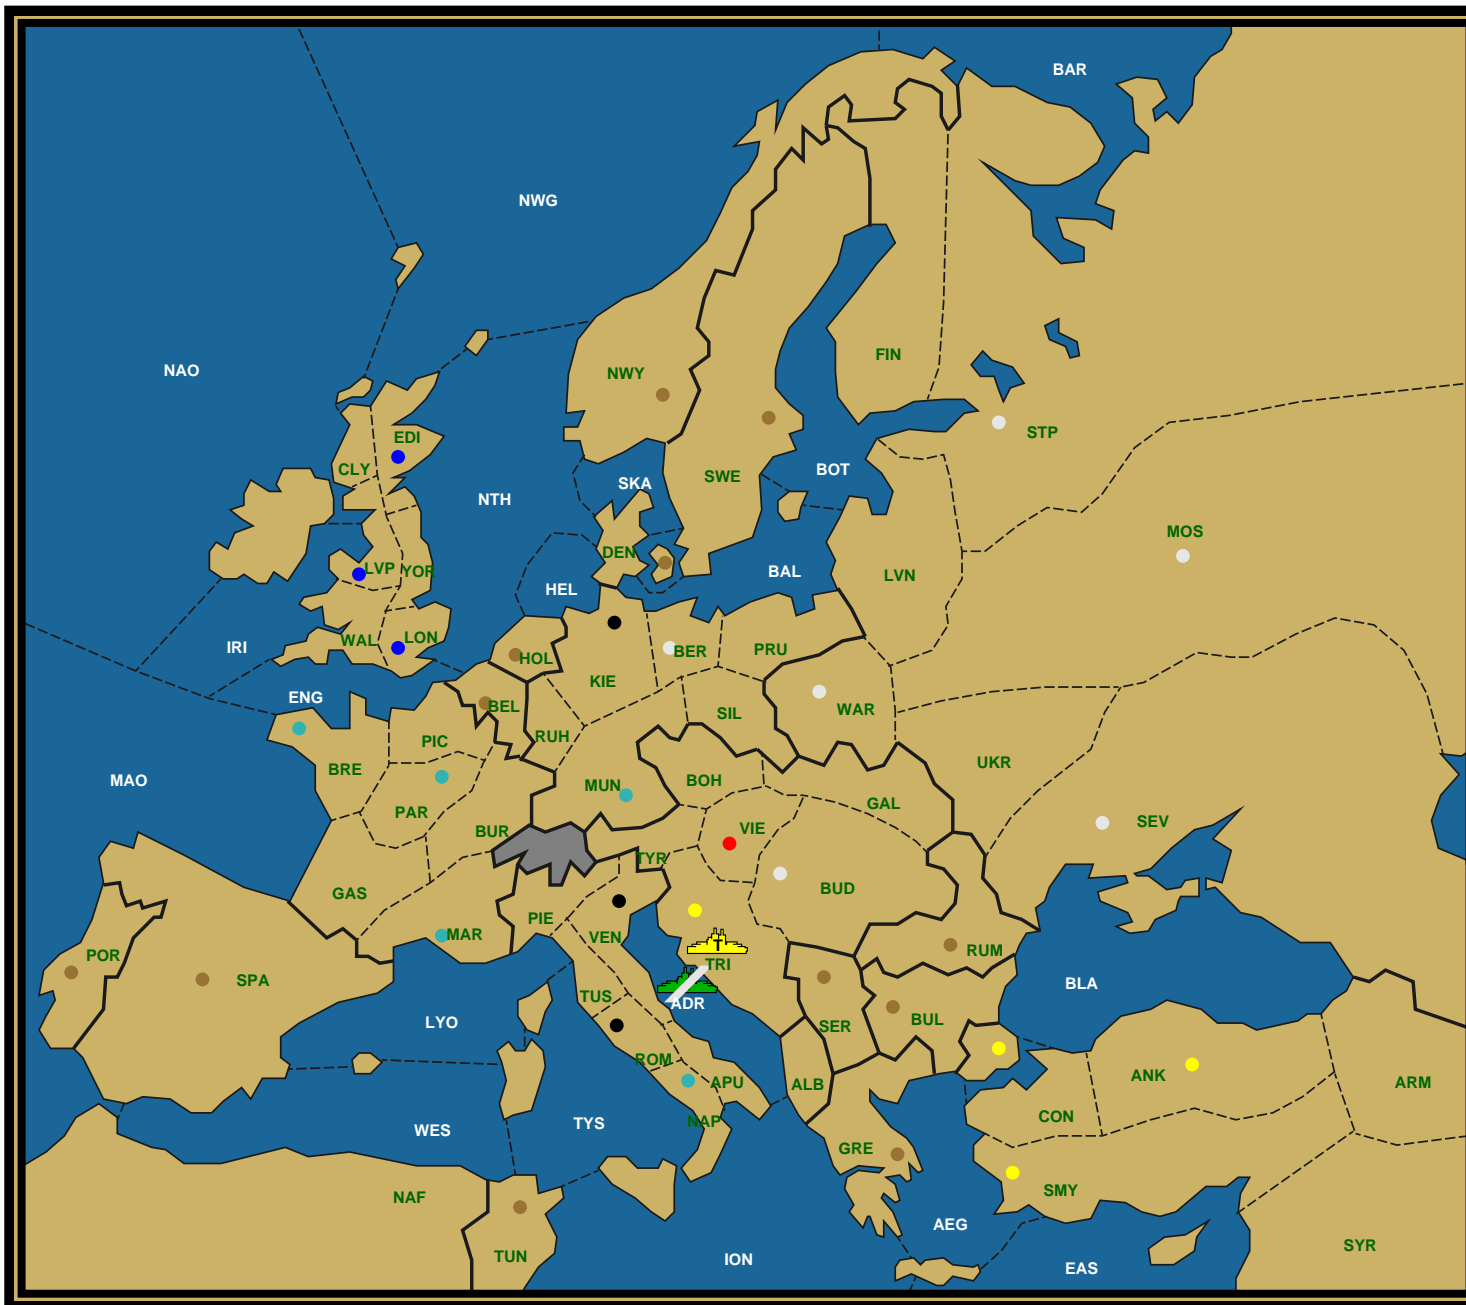 BAR
NWG
NAO
FIN
NWY
EDI
STP
CLY
SKA
BOT
SWE
NTH
MOS
DEN
LVP
YOR
BAL
LVN
HEL
IRI
WAL
LON
HOL
BER
PRU
KIE
ENG
BEL
SIL
WAR
RUH
PIC
UKR
BRE
MAO
MUN
BOH
GAL
PAR
SEV
BUR
VIE
TYR
BUD
GAS
PIE
MAR
VEN
T
RUM
POR
TRI
SPA
BLA
TUS
ADR
LYO
BUL
SER
ROM
ANK
APU
ALB
ARM
CON
NAP
WES
TYS
GRE
SMY
NAF
AEG
SYR
TUN
ION
EAS